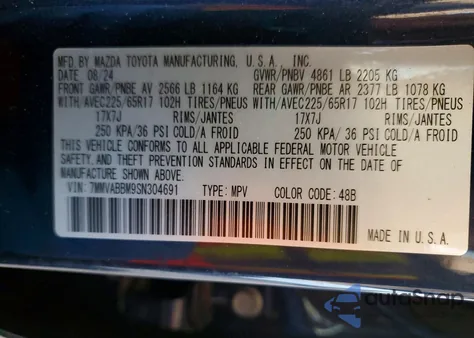 MFD.BY MAZDA TOYOTA MANUFACTURING, U.S.A., INC.
DATE 08/24 GVWR/PNBV 4861 LB 2205 KG
FRONT GAWR/PNBE AV 2566 LB 1164 KG REAR GAWR/PNBE AR 2377 LB 1078 KG
WITH/AVEC225/65R17 102H TIRES/PNEUS WITH/AVEC225/65R17 102H TIRES/PNEUS
17X7J RIMS/JANTES 17X7J RIMS/JANTES
250 KPA/36 PSI COLD/A FROID 250 KPA/36 PSI COLD/A FROID
THIS VEHICLE CONFORMS TO ALL APPLICABLE FEDERAL MOTOR VEHICLE
SAFETY AND THEFT PREVENTION STANDARDS IN EFFECT ON THE DATE OF
MANUFACTURE SHOWN ABOVE.
VIN: 7MMVABBM9SN304691 TYPE: MPV COLOR CODE: 48B
MADE IN U.S.A.
autoSnap